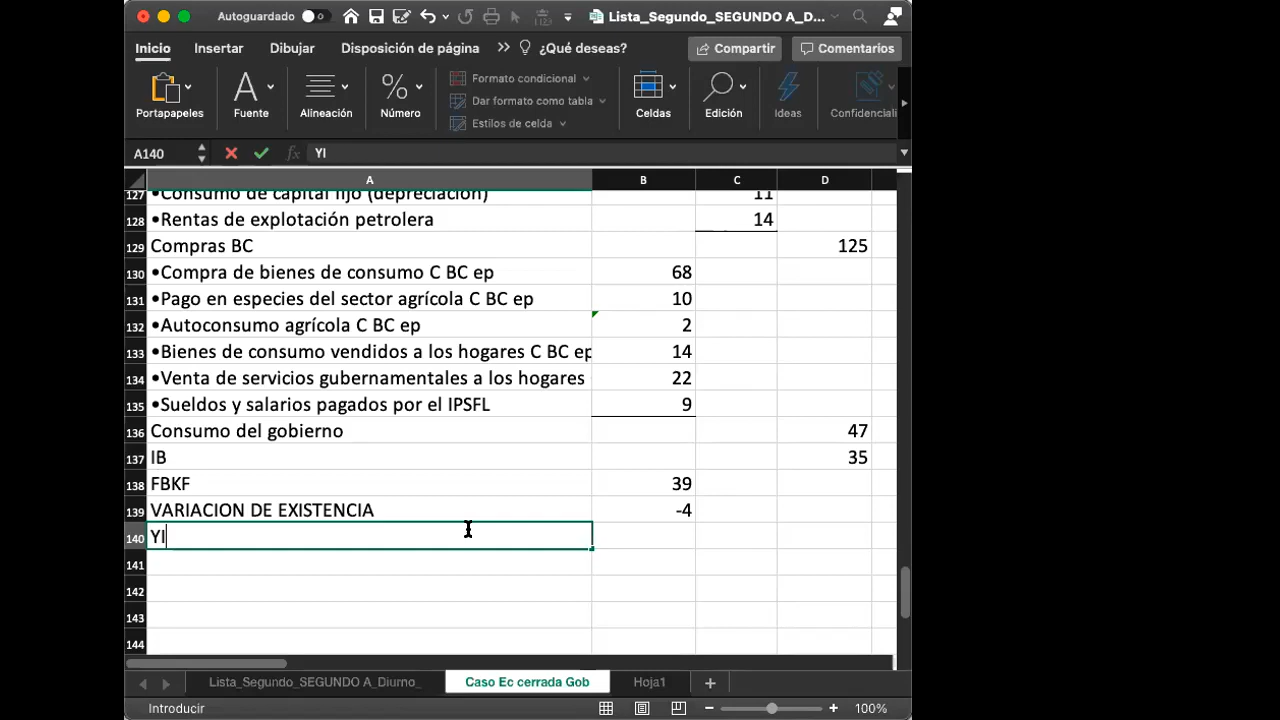 Autoguardado
Lista_Segundo_SEGUNDO A_D...
Inicio Insertar Dibujar Disposición de página >> ¿Qué deseas? Compartir Comentarios
Portapapeles Fuente Alineación % Número Formato condicional Dar formato como tabla Estilos de celda Celdas Edición Ideas Confidenciali
A140 fx YI
A B C D
127 •Consumo de capital fijo (depreciación) 11
128 •Rentas de explotación petrolera 14
129 Compras BC 125
130 •Compra de bienes de consumo C BC ep 68
131 •Pago en especies del sector agrícola C BC ep 10
132 •Autoconsumo agrícola C BC ep 2
133 •Bienes de consumo vendidos a los hogares C BC ep 14
134 •Venta de servicios gubernamentales a los hogares 22
135 •Sueldos y salarios pagados por el IPSFL 9
136 Consumo del gobierno 47
137 IB 35
138 FBKF 39
139 VARIACION DE EXISTENCIA -4
140 YI
141
142
143
144
Lista_Segundo_SEGUNDO A_Diurno_ Caso Ec cerrada Gob Hoja1 +
Introducir 100%